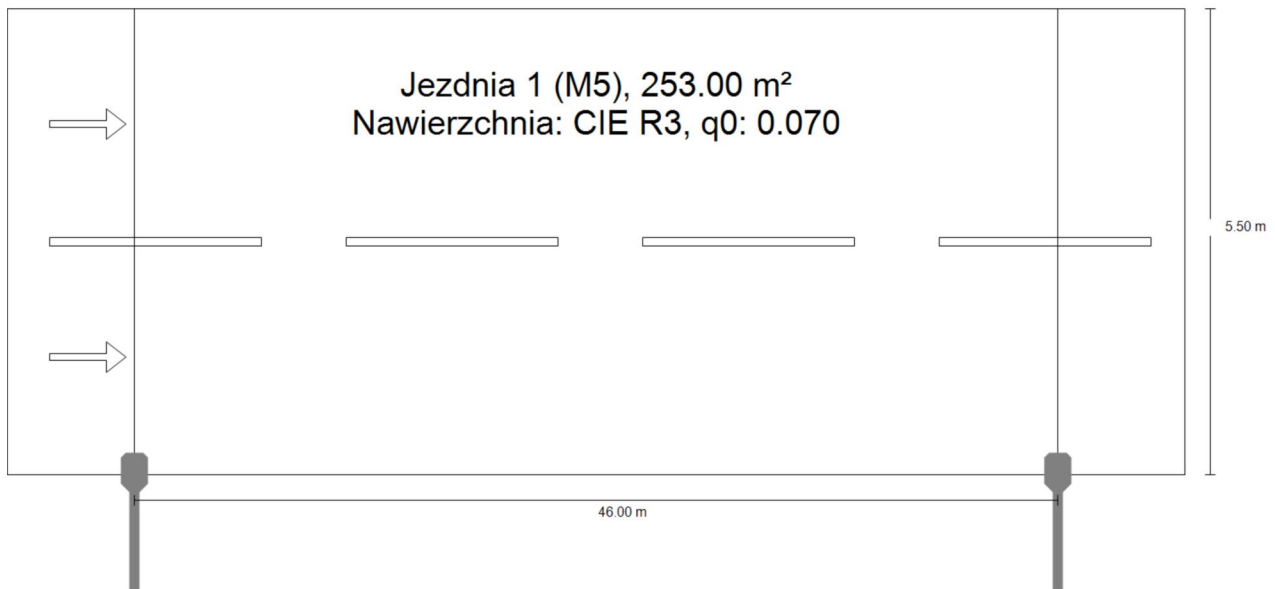 Jezdnia 1 (M5), 253.00 m²
Nawierzchnia: CIE R3, q0: 0.070
5.50 m
46.00 m